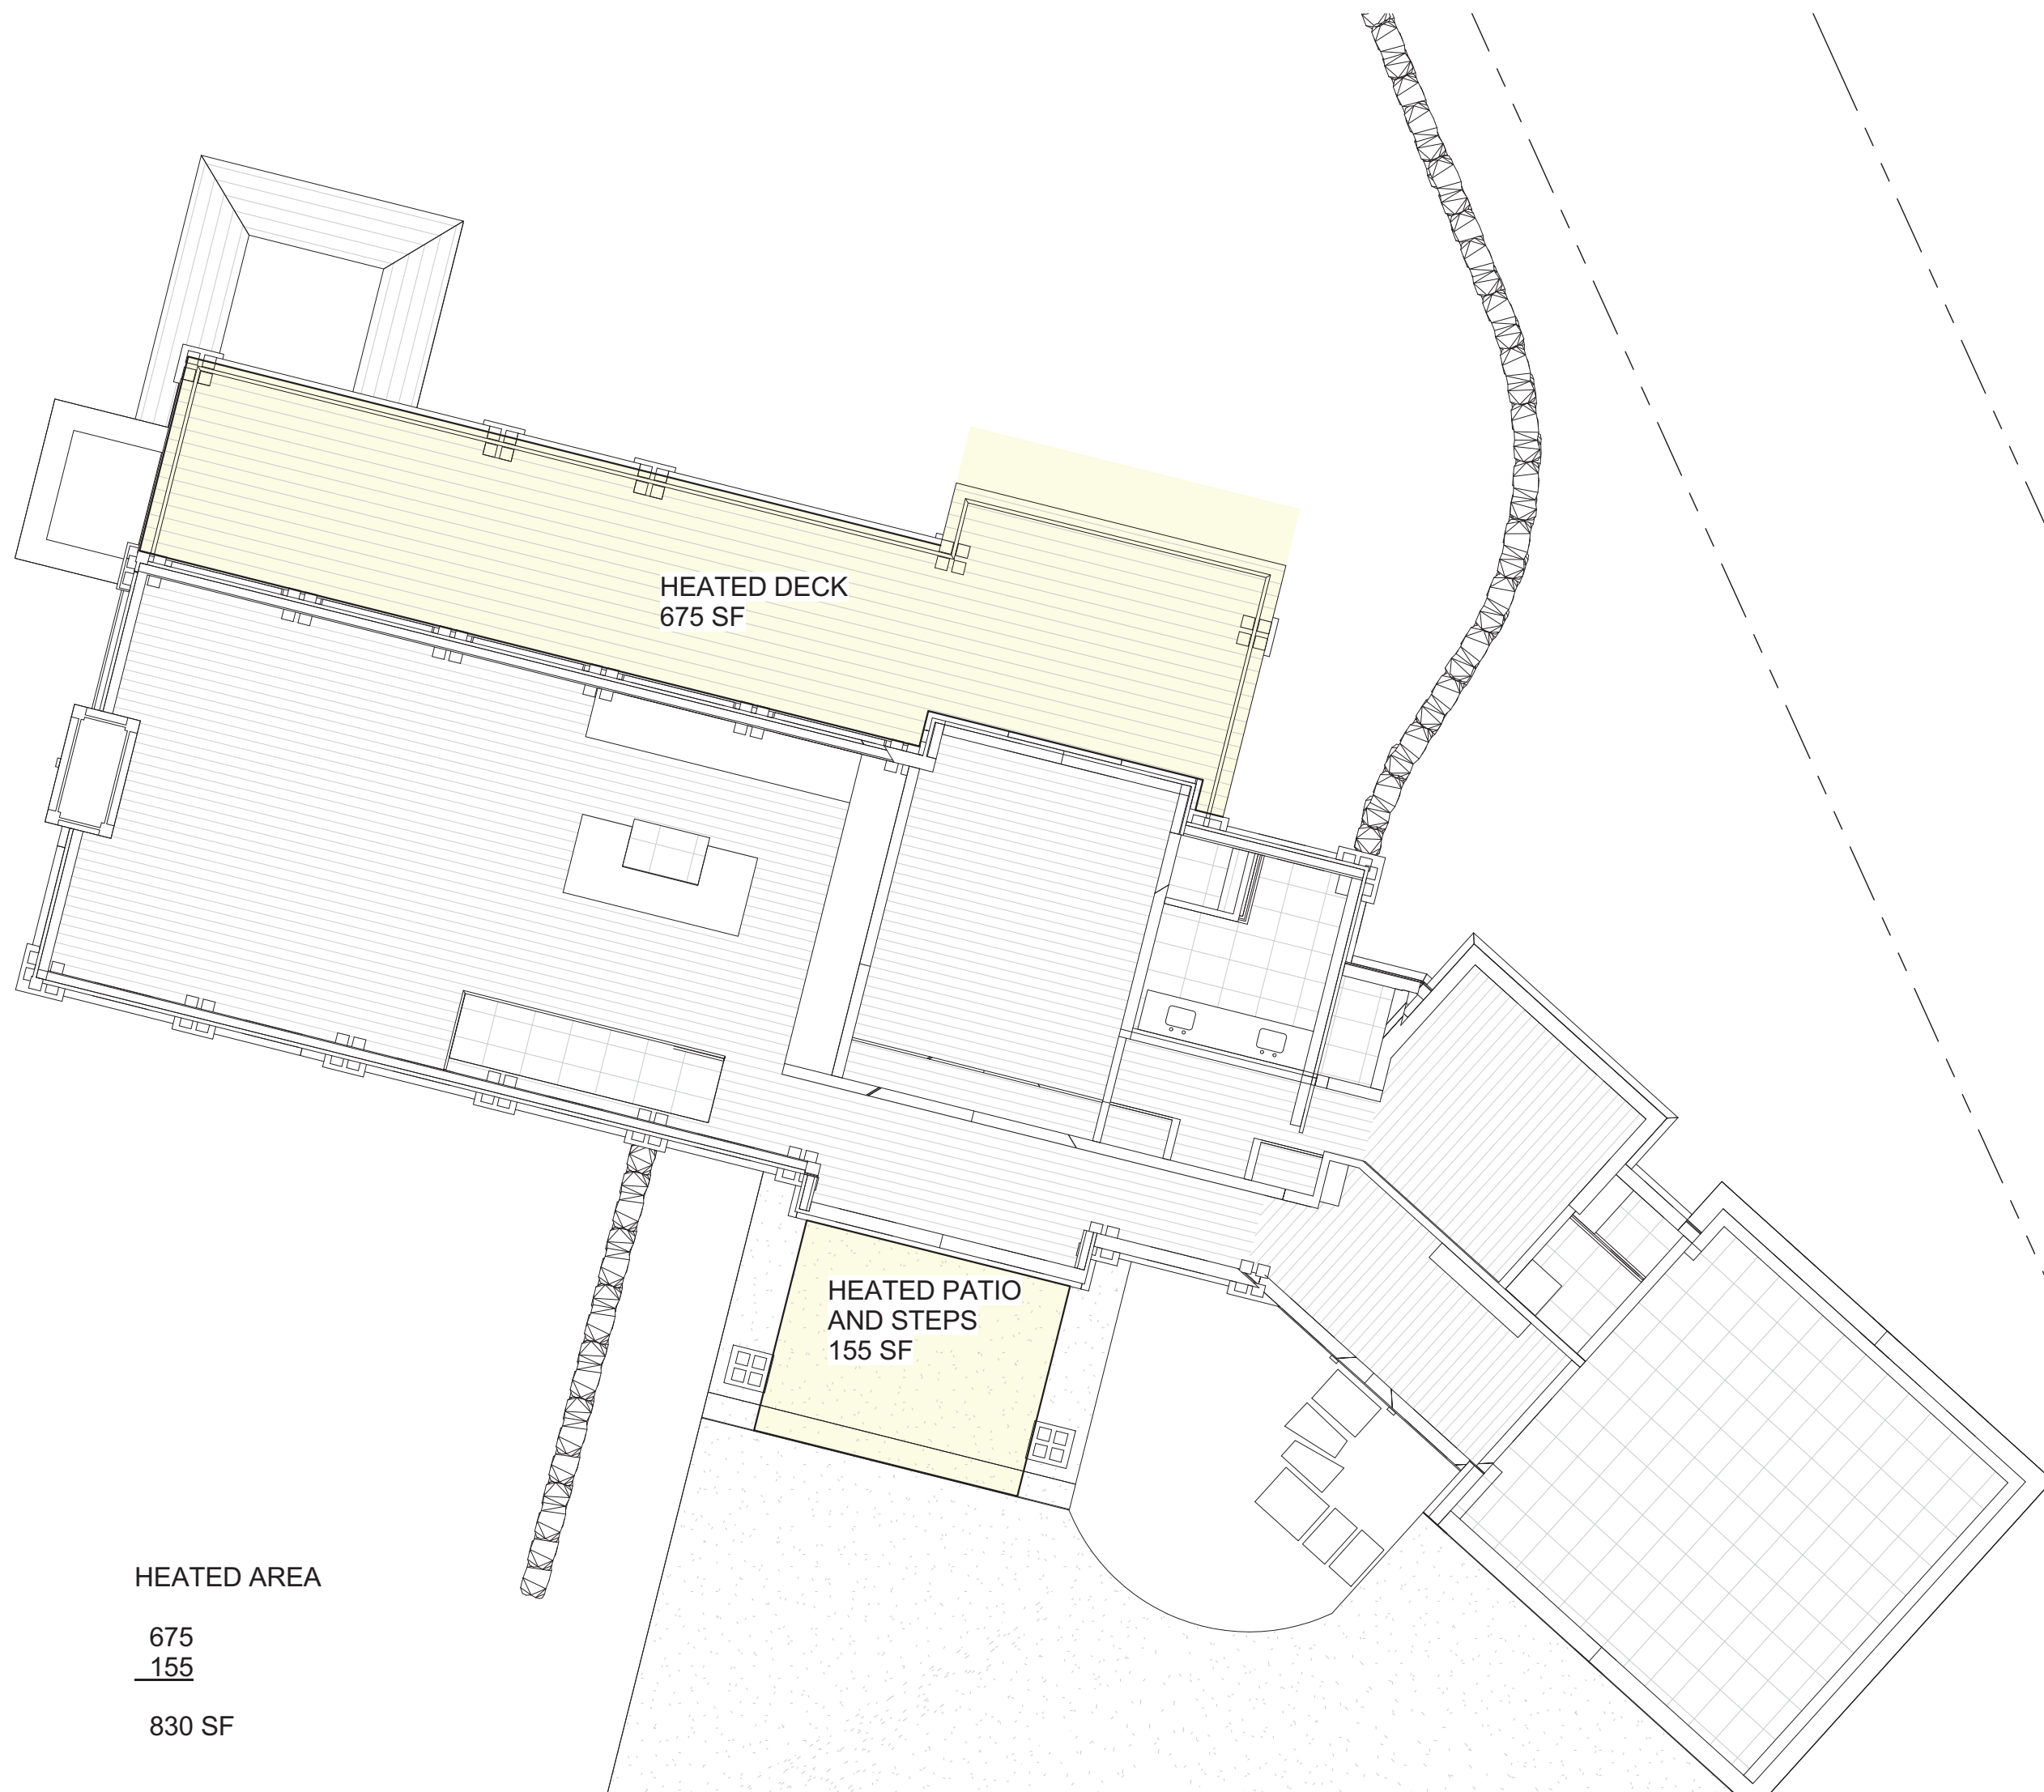 HEATED DECK
675 SF
HEATED PATIO
AND STEPS
155 SF
HEATED AREA
675
155
830 SF